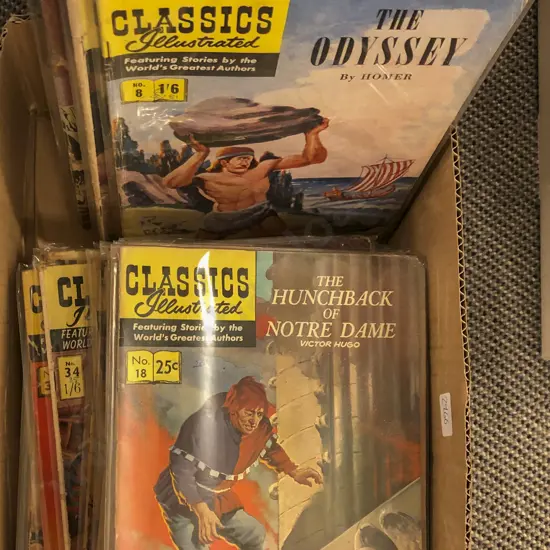 CLASSICS
Illustrated
Featuring Stories by the
World's Greatest Authors
No.
8
1/6
THE
ODYSSEY
By HOMER
CLASSICS
Illustrated
Featuring Stories by the
World's Greatest Authors
No.
18
25¢
THE
HUNCHBACK
OF
NOTRE DAME
VICTOR HUGO
No.
34
1/6